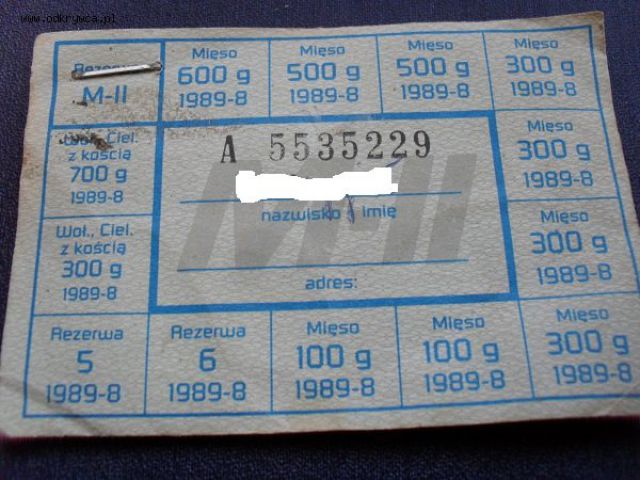 www.odkrywca.pl
Rezerwa
M-II
Mięso
600 g
1989-8
Mięso
500 g
1989-8
Mięso
500 g
1989-8
Mięso
300 g
1989-8
Woł., Ciel.
z kością
700 g
1989-8
A 5535229
M-II
nazwisko i imię
adres:
Mięso
300 g
1989-8
Woł., Ciel.
z kością
300 g
1989-8
Mięso
300 g
1989-8
Rezerwa
5
1989-8
Rezerwa
6
1989-8
Mięso
100 g
1989-8
Mięso
100 g
1989-8
Mięso
300 g
1989-8